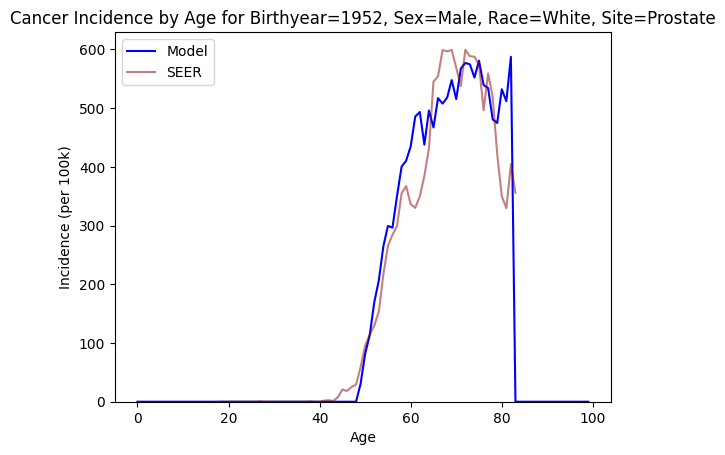 Cancer Incidence by Age for Birthyear=1952, Sex=Male, Race=White, Site=Prostate
Model
SEER
600
500
400
300
200
100
0
Incidence (per 100k)
0 20 40 60 80 100
Age